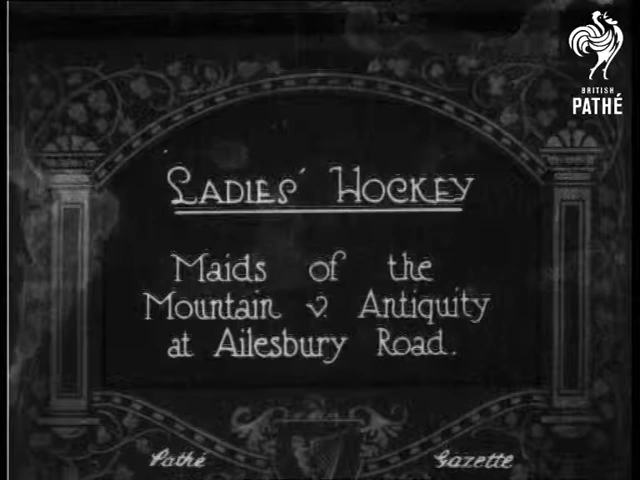 BRITISH
PATHÉ
LADIES' HOCKEY
Maids of the
Mountain v. Antiquity
at Ailesbury Road.
Pathé Gazette